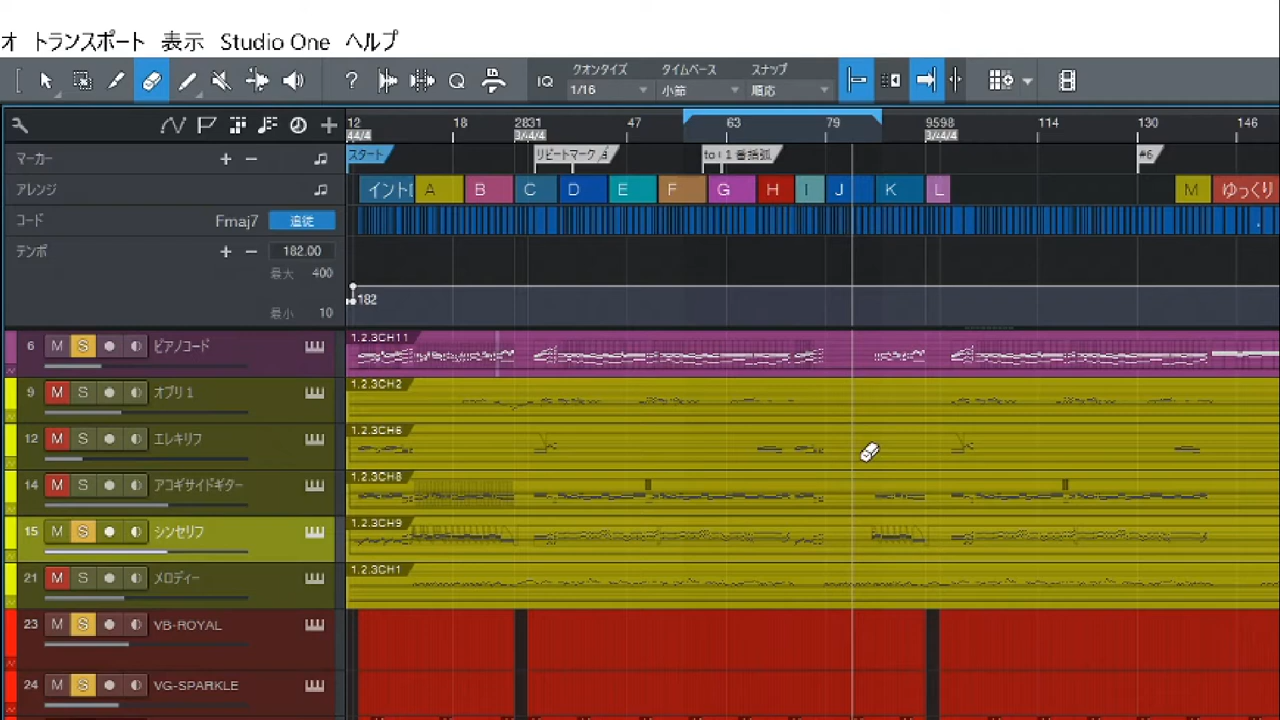 オ トランスポート 表示 Studio One ヘルプ
? Q IQ クオンタイズ 1/16 タイムベース 小節 スナップ 順応
12 18 2831 47 63 79 9598 114 130 146
44/4 3/4/4 3/4/4
マーカー + − スタート リピートマーク to+1 番括弧 #6
アレンジ イントロ A B C D E F G H I J K L M ゆっくり
コード Fmaj7 追従
テンポ + − 182.00
最大 400
182
最小 10
6 M S ピアノコード 1.2.3CH11
9 M S オブリ1 1.2.3CH2
12 M S エレキリフ 1.2.3CH6
14 M S アコギサイドギター 1.2.3CH8
15 M S シンセリフ 1.2.3CH9
21 M S メロディー 1.2.3CH1
23 M S VB-ROYAL
24 M S VG-SPARKLE